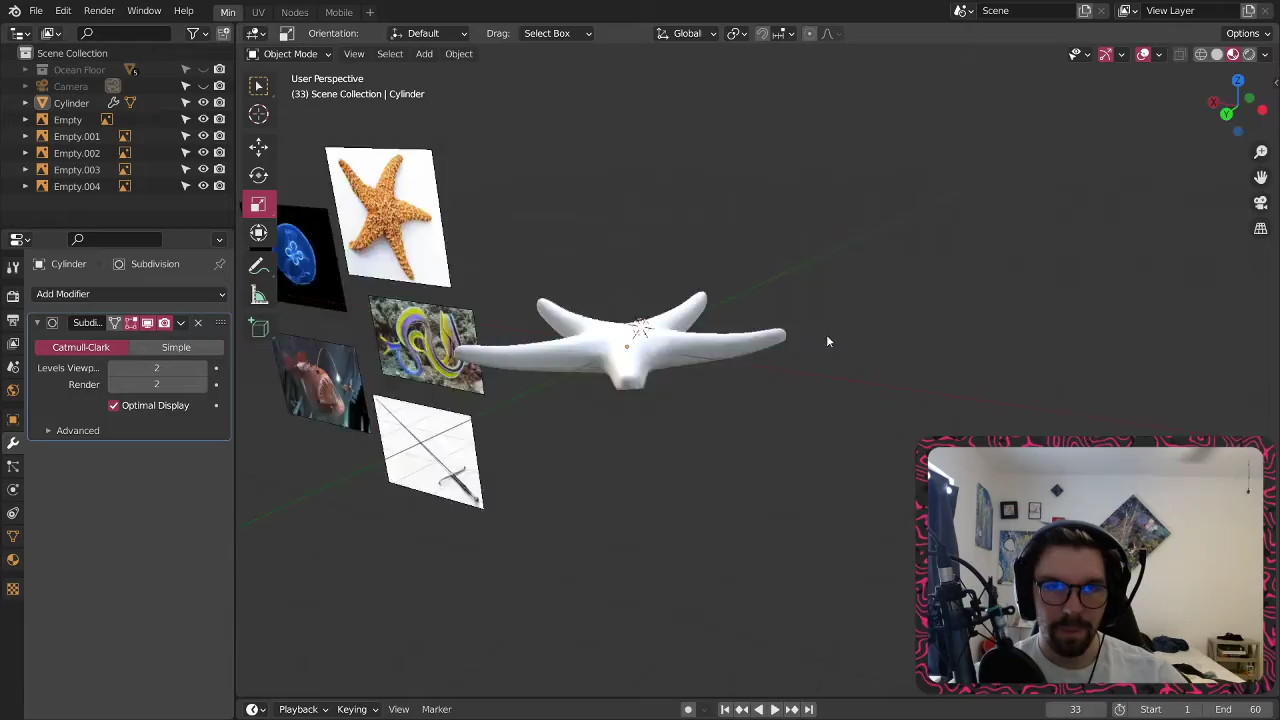 File Edit Render Window Help Min UV Nodes Mobile + Scene View Layer
Orientation: Default Drag: Select Box Global Options
Scene Collection
Object Mode View Select Add Object
Ocean Floor 5
Camera
Cylinder
Empty
Empty.001
Empty.002
Empty.003
Empty.004
User Perspective
(33) Scene Collection | Cylinder
X Y Z
Cylinder Subdivision
Add Modifier
Subdi...
Catmull-Clark Simple
Levels Viewp... 2
Render 2
Optimal Display
Advanced
Playback Keying View Marker 33 Start 1 End 60